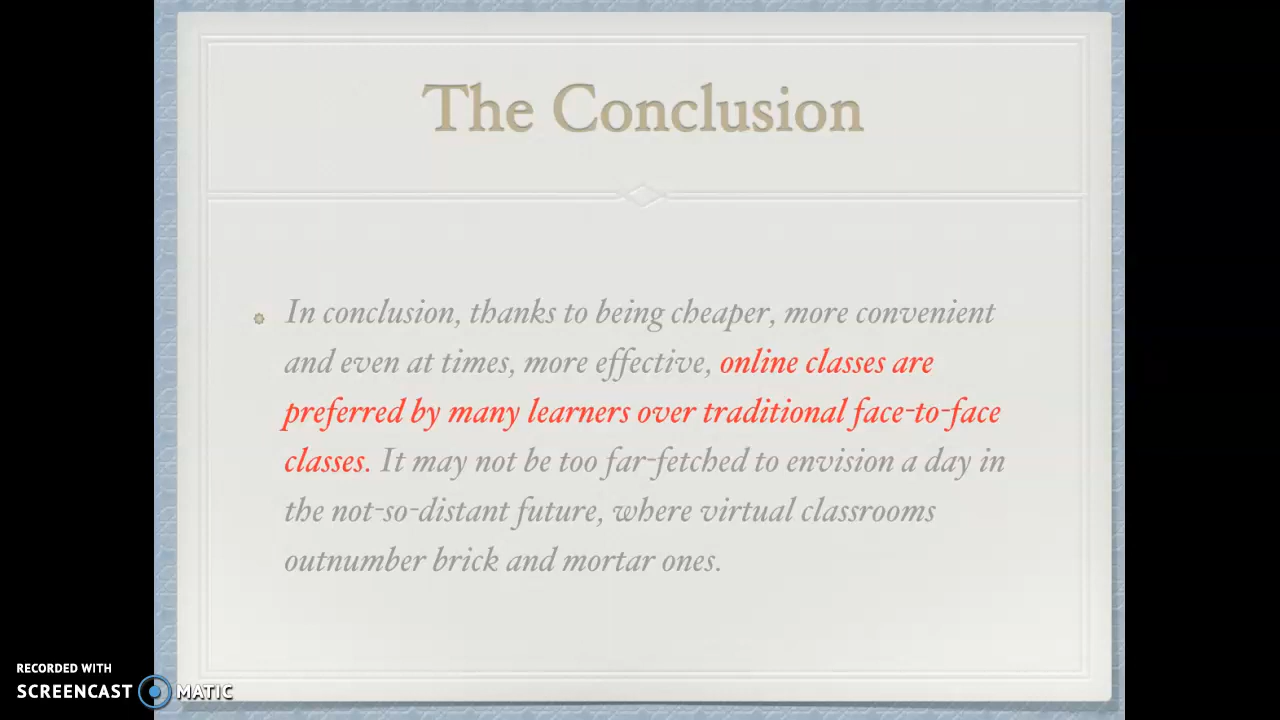 The Conclusion
In conclusion, thanks to being cheaper, more convenient
and even at times, more effective, online classes are
preferred by many learners over traditional face-to-face
classes. It may not be too far-fetched to envision a day in
the not-so-distant future, where virtual classrooms
outnumber brick and mortar ones.
RECORDED WITH
SCREENCAST MATIC